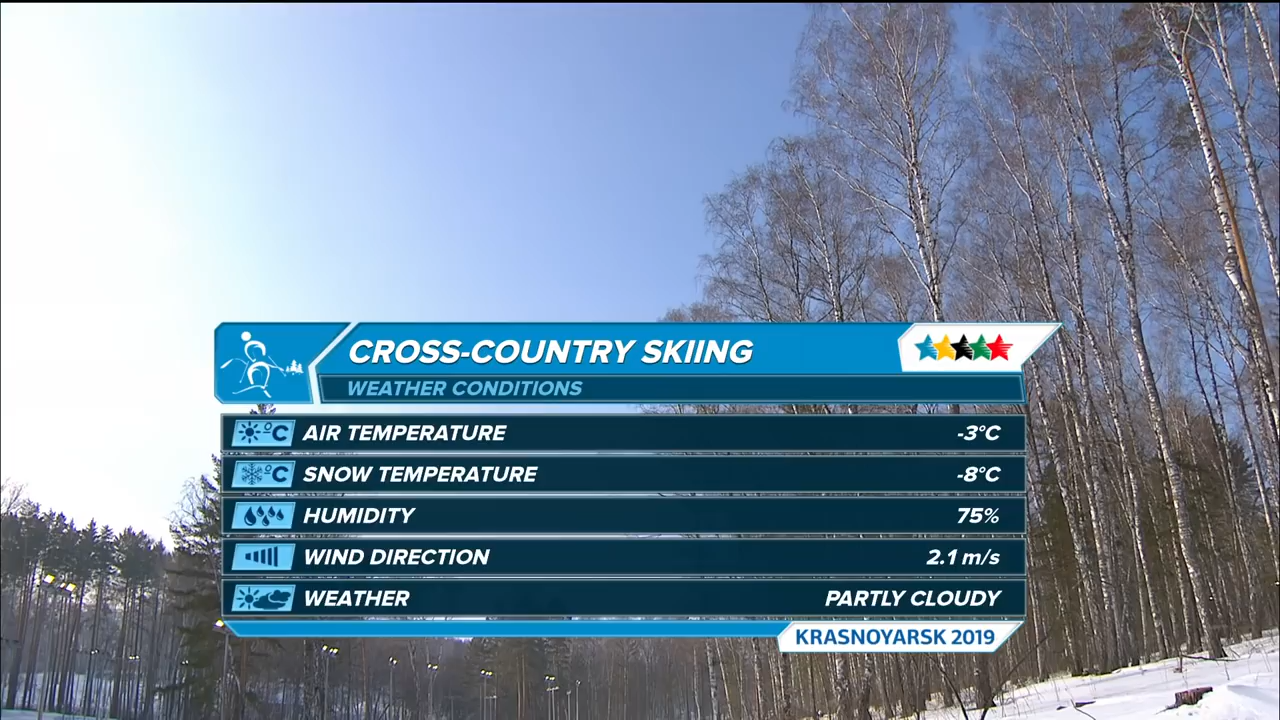 CROSS-COUNTRY SKIING
WEATHER CONDITIONS
°C AIR TEMPERATURE -3°C
°C SNOW TEMPERATURE -8°C
HUMIDITY 75%
WIND DIRECTION 2.1 m/s
WEATHER PARTLY CLOUDY
KRASNOYARSK 2019